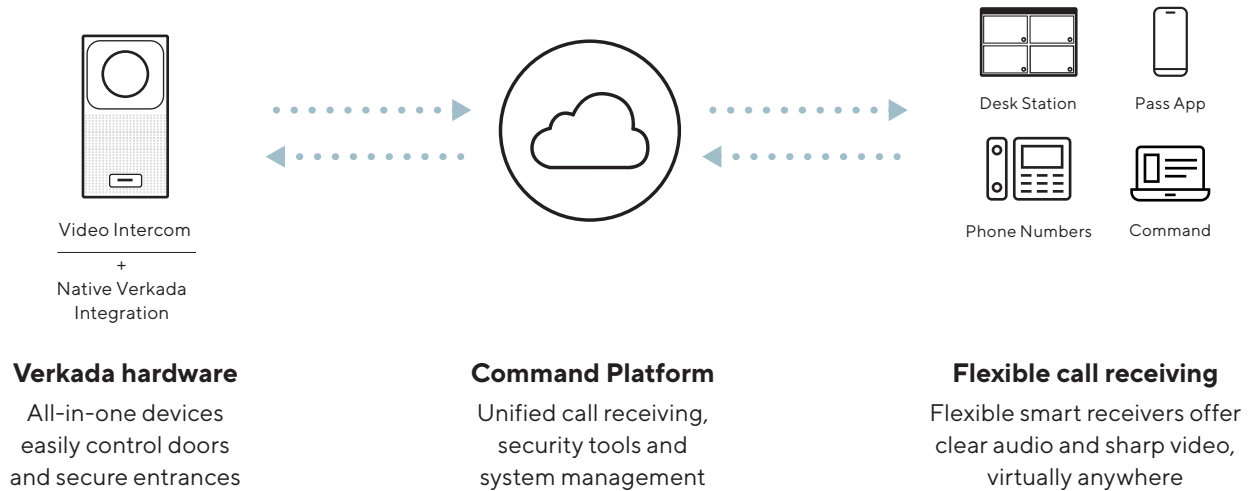 Desk Station
Pass App
Phone Numbers
Command
Video Intercom
+
Native Verkada
Integration
Verkada hardware
All-in-one devices
easily control doors
and secure entrances
Command Platform
Unified call receiving,
security tools and
system management
Flexible call receiving
Flexible smart receivers offer
clear audio and sharp video,
virtually anywhere